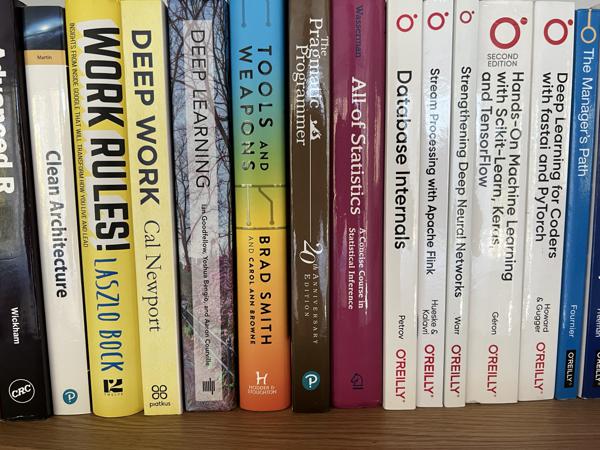 Advanced R
Wickham
CRC
Martin
Clean Architecture
WORK RULES!
INSIGHTS FROM INSIDE GOOGLE THAT WILL TRANSFORM HOW YOU LIVE AND LEAD
LASZLO BOCK
TWELVE
DEEP WORK
Cal Newport
piatkus
DEEP LEARNING
Ian Goodfellow, Yoshua Bengio, and Aaron Courville
TOOLS AND
WEAPONS
BRAD SMITH
AND CAROL ANN BROWNE
H
HODDER &
STOUGHTON
The
Pragmatic
Programmer
20th ANNIVERSARY
EDITION
Wasserman
All of Statistics
A Concise Course in
Statistical Inference
Database Internals
Petrov
O'REILLY®
Stream Processing with Apache Flink
Hueske &
Kalavri
O'REILLY®
Strengthening Deep Neural Networks
Warr
O'REILLY®
SECOND
EDITION
Hands-On Machine Learning
with Scikit-Learn, Keras
and TensorFlow
Géron
O'REILLY®
Deep Learning for Coders
with fastai and PyTorch
Howard
& Gugger
O'REILLY®
The Manager's Path
Fournier
O'REILLY®